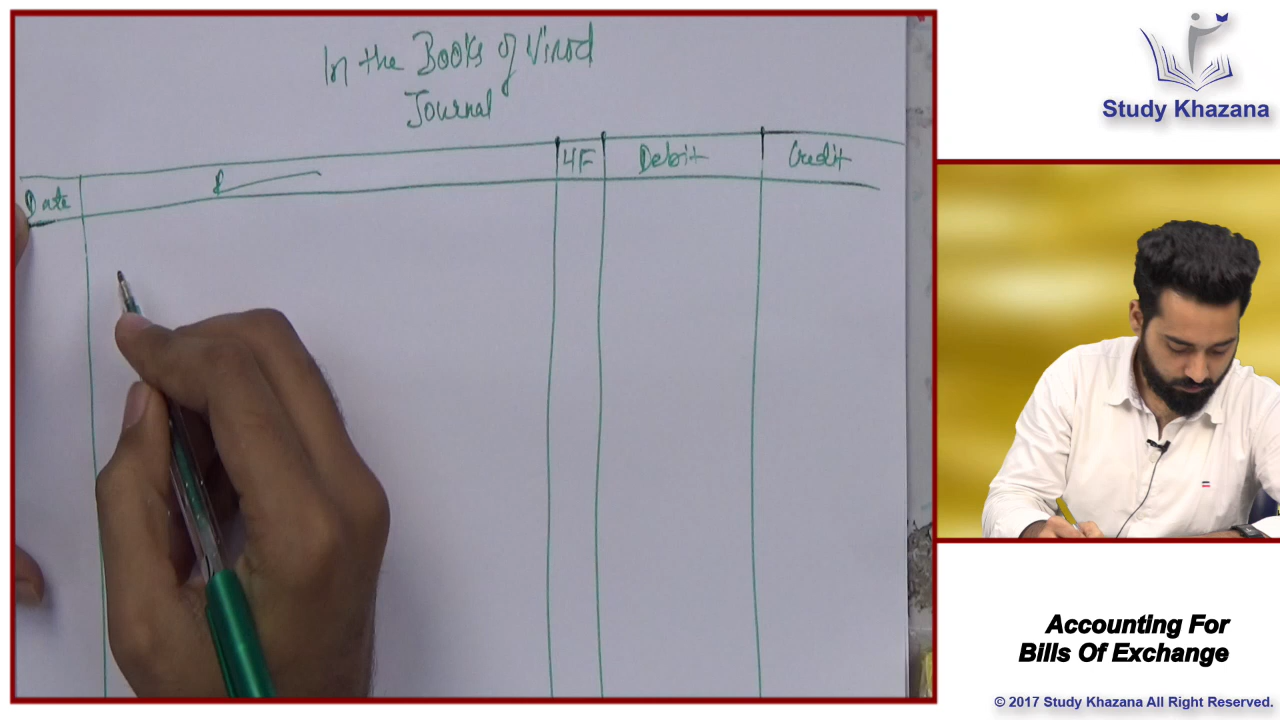 In the Books of Vinod
Journal
Date
LF
Debit
Credit
Study Khazana
Accounting For
Bills Of Exchange
© 2017 Study Khazana All Right Reserved.